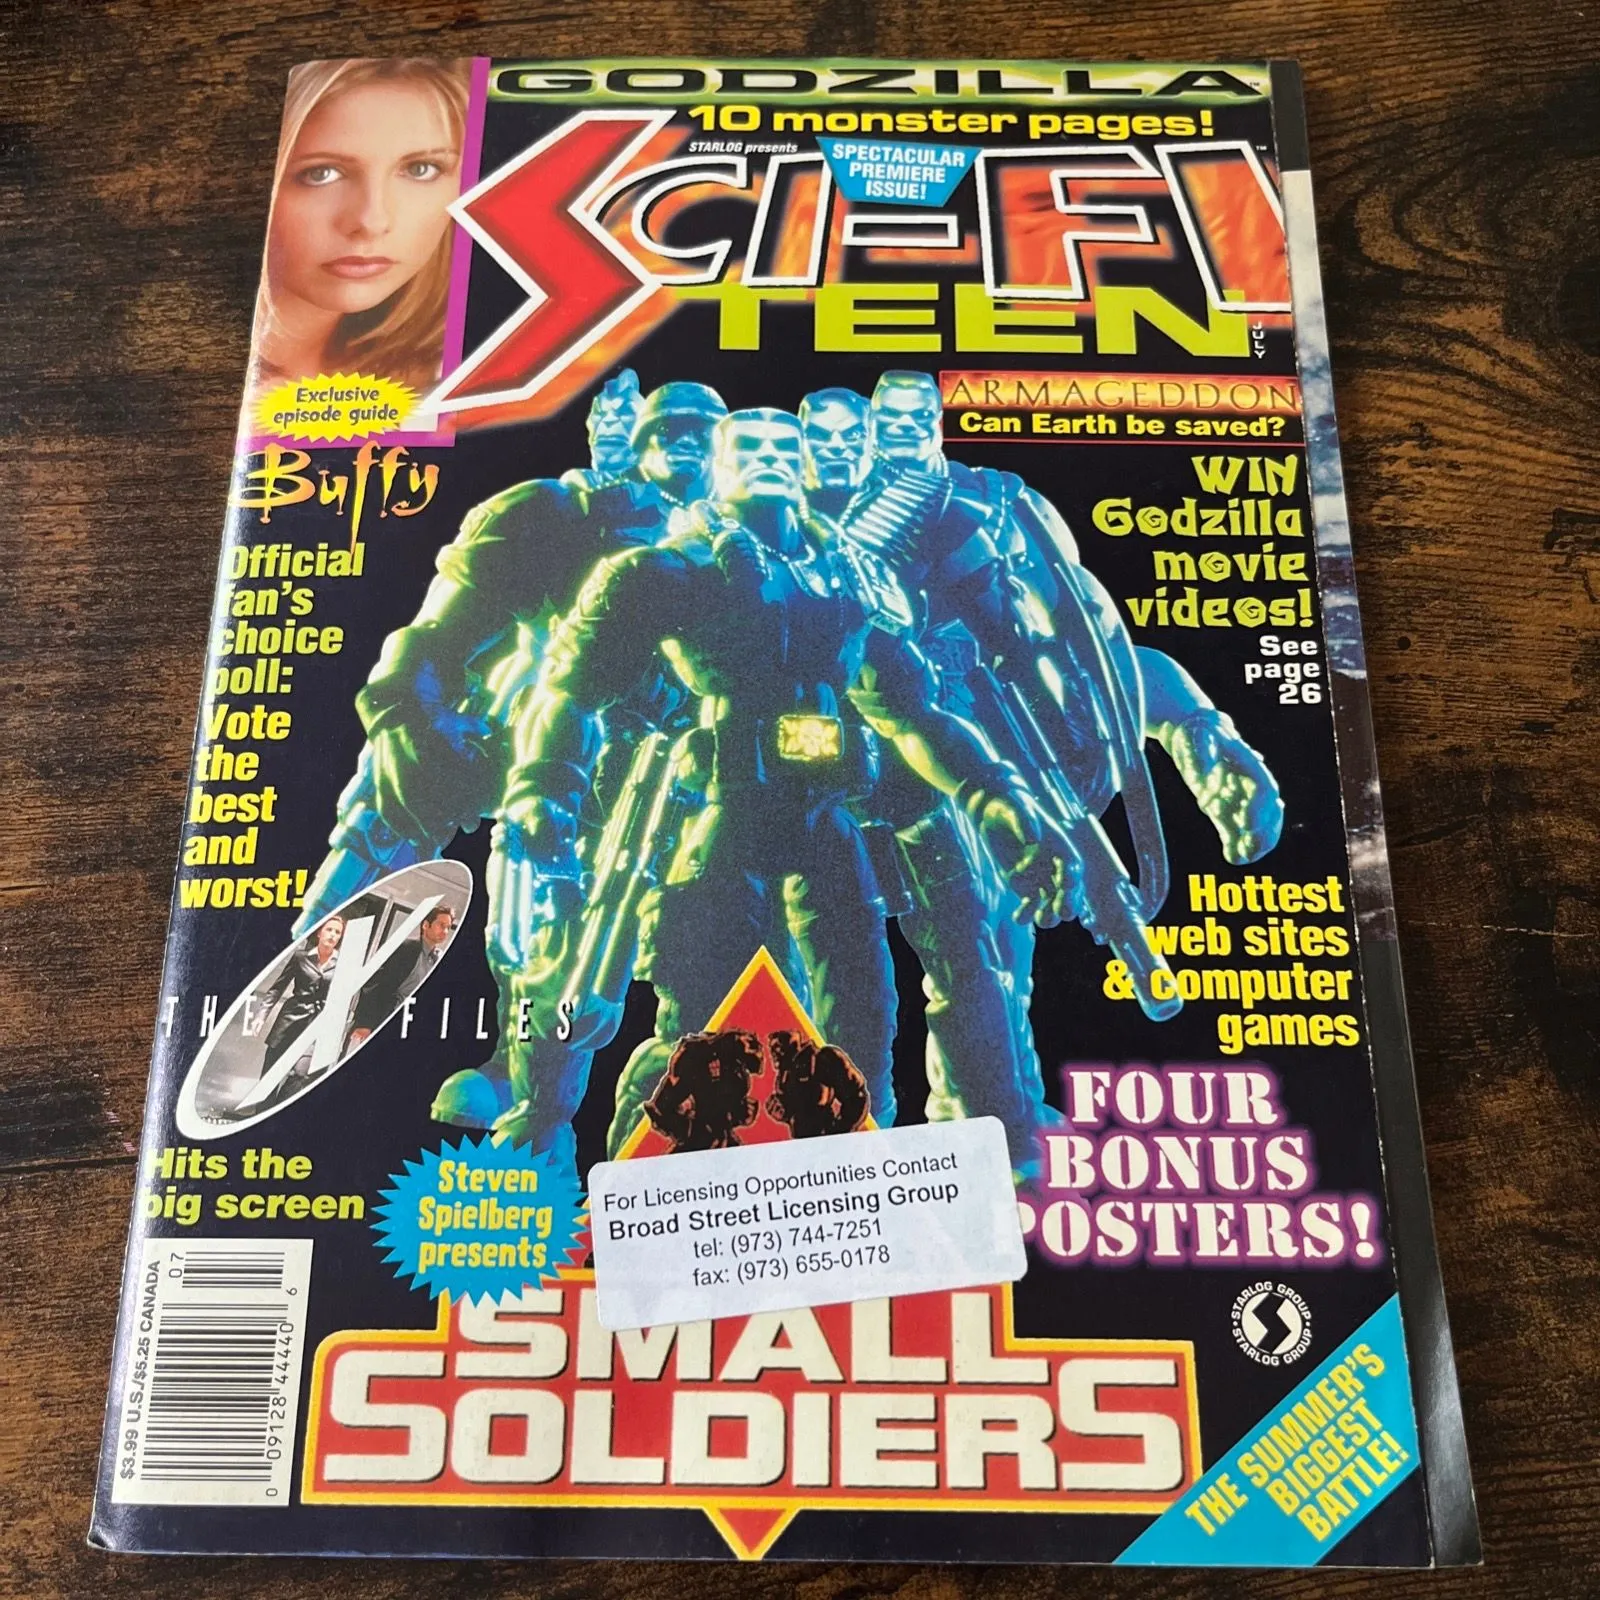 GODZILLA™
10 monster pages!
STARLOG presents
SPECTACULAR
PREMIERE
ISSUE!
SCI-FI™
TEEN
JULY
Exclusive
episode guide
Buffy
Official
fan's
choice
poll:
Vote
the
best
and
worst!
ARMAGEDDON
Can Earth be saved?
WIN
Godzilla
movie
videos!
See
page
26
Hottest
web sites
& computer
games
THE X FILES
Hits the
big screen
FOUR
BONUS
POSTERS!
Steven
Spielberg
presents
For Licensing Opportunities Contact
Broad Street Licensing Group
tel: (973) 744-7251
fax: (973) 655-0178
SMALL
SOLDIERS
STARLOG GROUP
STARLOG GROUP
THE SUMMER'S
BIGGEST
BATTLE!
$3.99 U.S./$5.25 CANADA
07
0 09128 44440 6